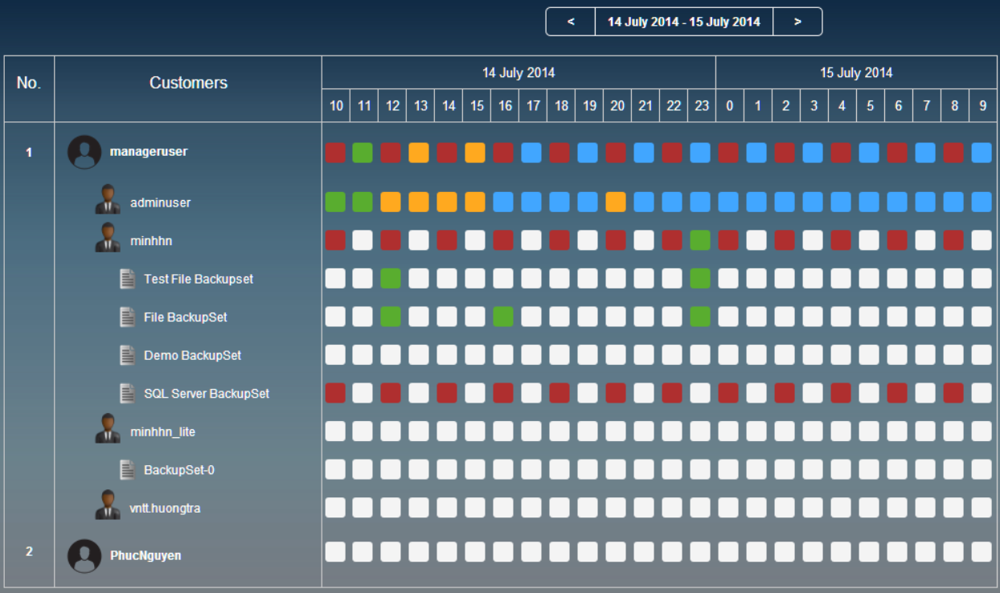 < 14 July 2014 - 15 July 2014 >
No. Customers 14 July 2014 15 July 2014
10 11 12 13 14 15 16 17 18 19 20 21 22 23 0 1 2 3 4 5 6 7 8 9
1 manageruser
adminuser
minhhn
Test File Backupset
File BackupSet
Demo BackupSet
SQL Server BackupSet
minhhn_lite
BackupSet-0
vntt.huongtra
2 PhucNguyen